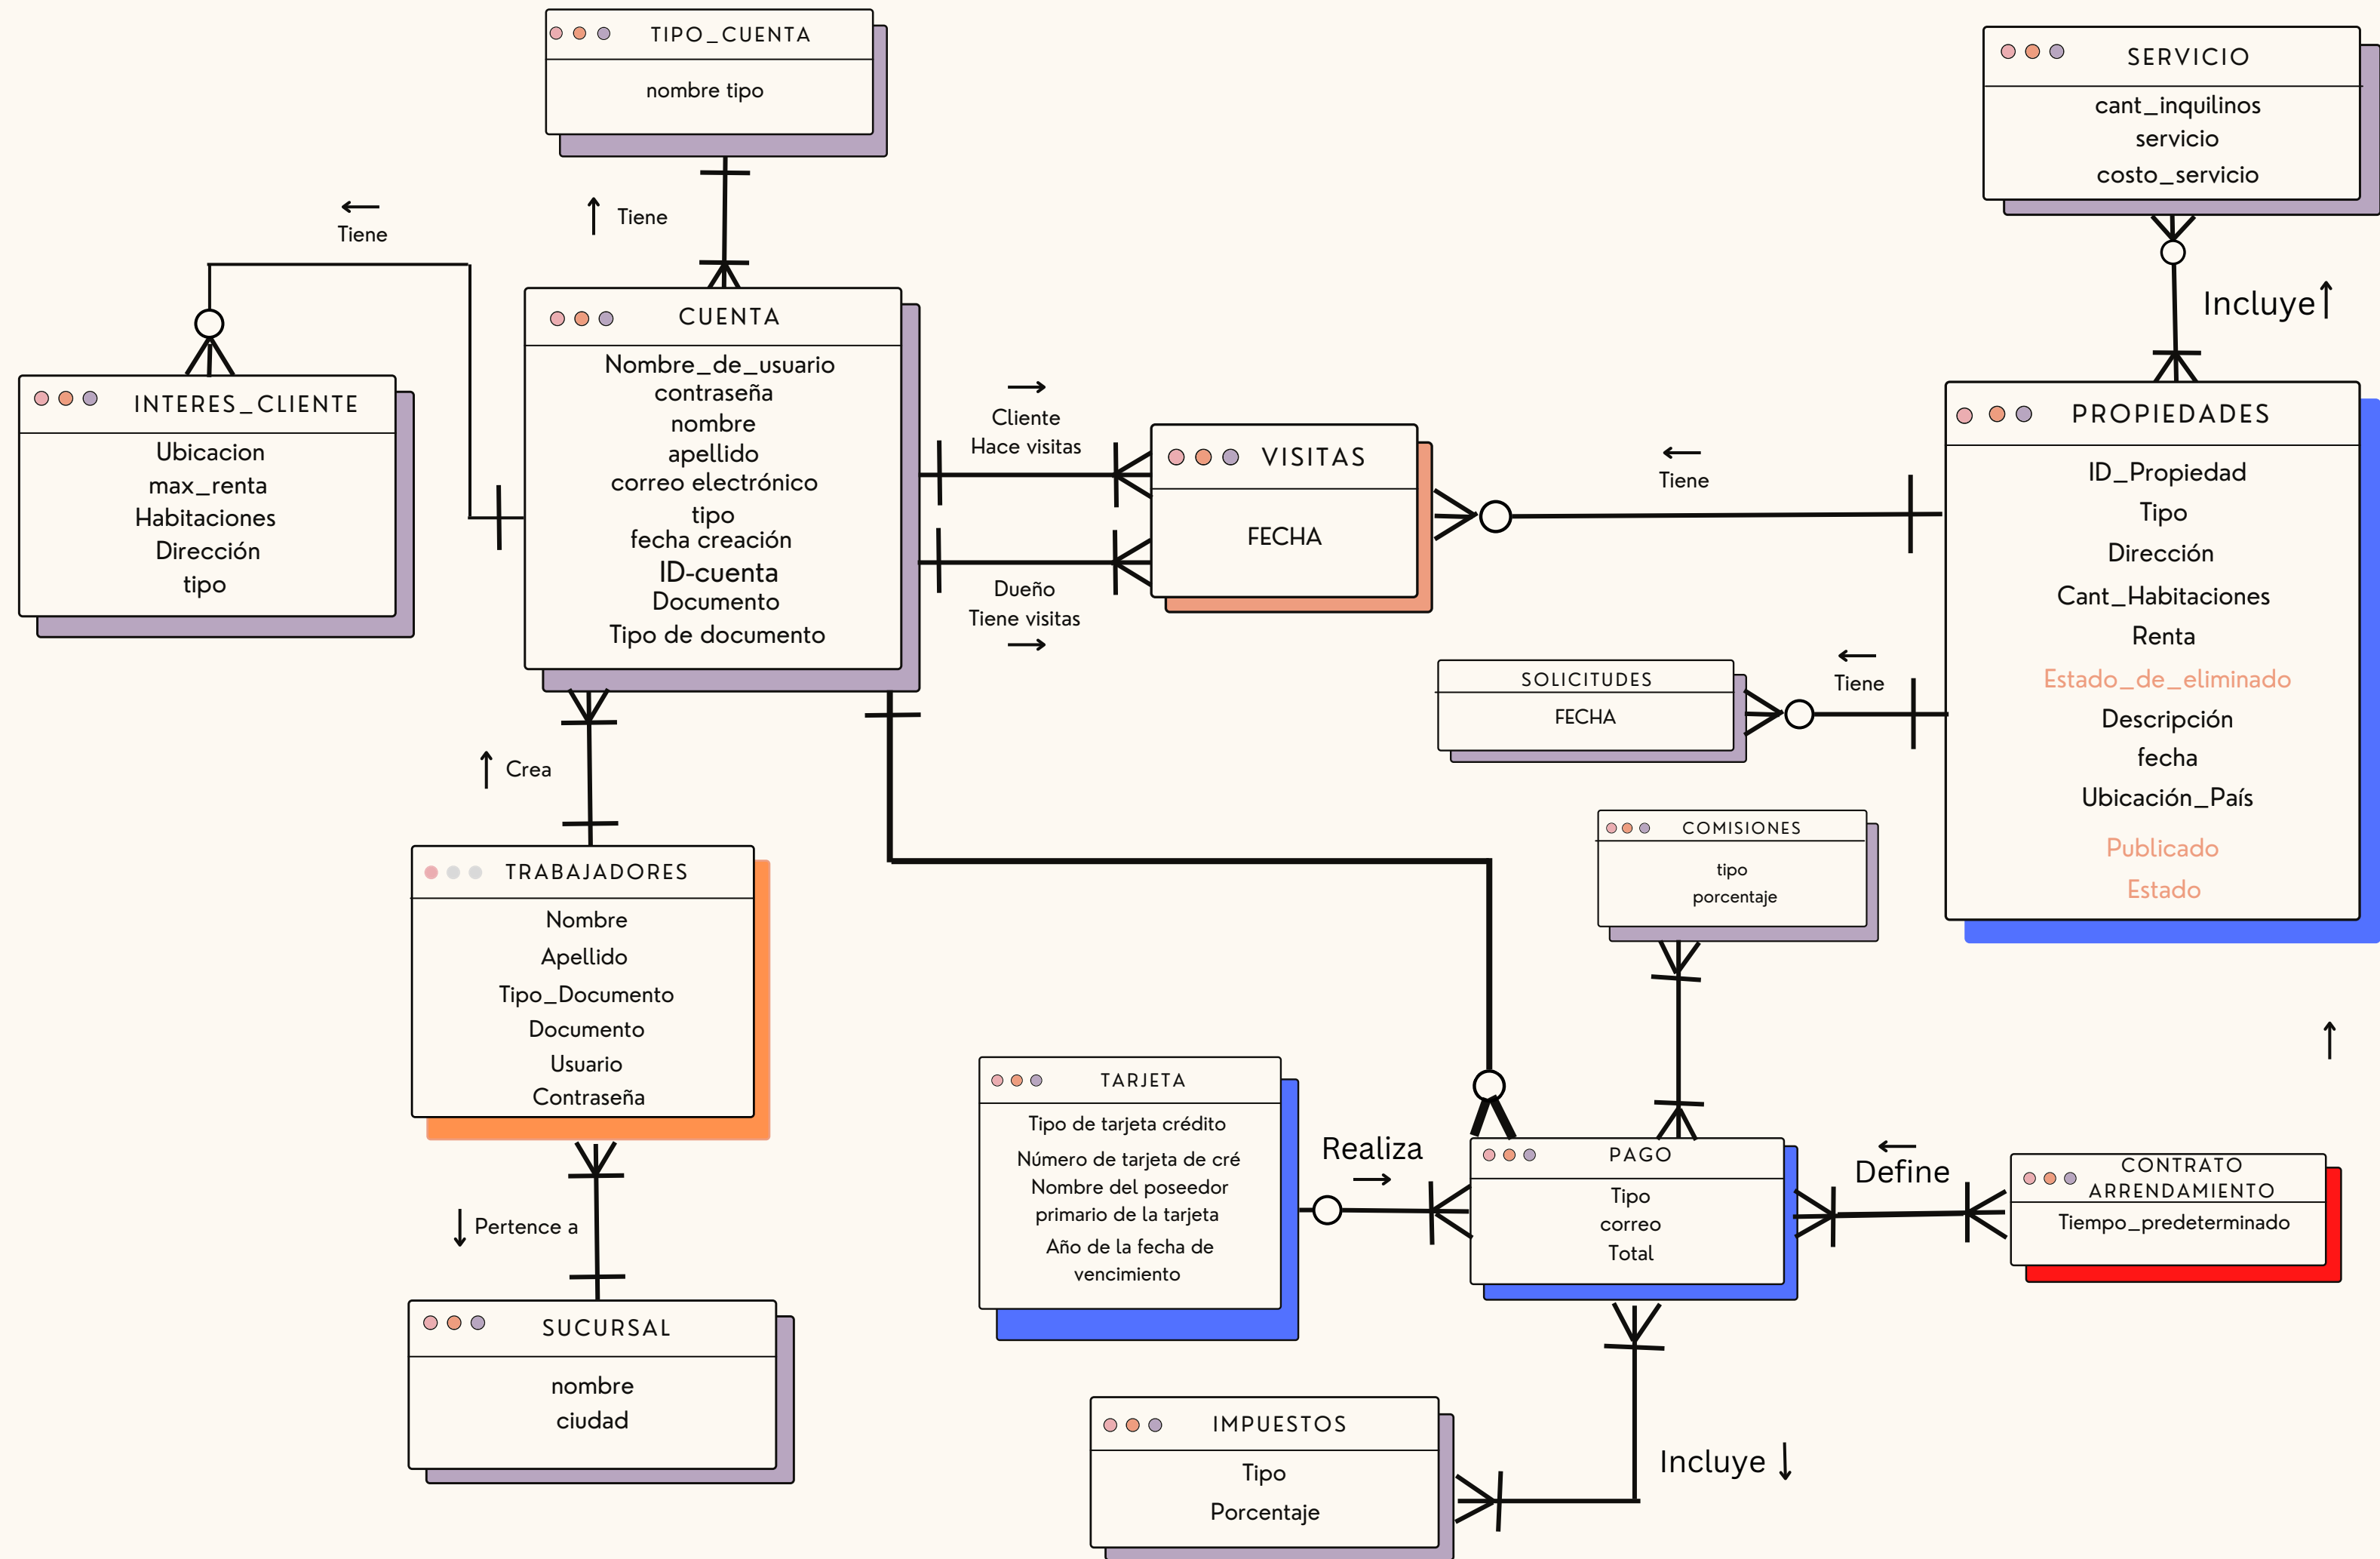 TIPO_CUENTA
nombre tipo
SERVICIO
cant_inquilinos
servicio
costo_servicio
←
Tiene
↑ Tiene
Incluye↑
INTERES_CLIENTE
Ubicacion
max_renta
Habitaciones
Dirección
tipo
CUENTA
Nombre_de_usuario
contraseña
nombre
apellido
correo electrónico
tipo
fecha creación
ID-cuenta
Documento
Tipo de documento
→
Cliente
Hace visitas
Dueño
Tiene visitas
→
VISITAS
FECHA
←
Tiene
PROPIEDADES
ID_Propiedad
Tipo
Dirección
Cant_Habitaciones
Renta
Estado_de_eliminado
Descripción
fecha
Ubicación_País
Publicado
Estado
SOLICITUDES
FECHA
←
Tiene
↑ Crea
COMISIONES
tipo
porcentaje
TRABAJADORES
Nombre
Apellido
Tipo_Documento
Documento
Usuario
Contraseña
↑
TARJETA
Tipo de tarjeta crédito
Número de tarjeta de cré
Nombre del poseedor
primario de la tarjeta
Año de la fecha de
vencimiento
Realiza
→
PAGO
Tipo
correo
Total
←
Define
CONTRATO
ARRENDAMIENTO
Tiempo_predeterminado
↓ Pertence a
SUCURSAL
nombre
ciudad
IMPUESTOS
Tipo
Porcentaje
Incluye ↓